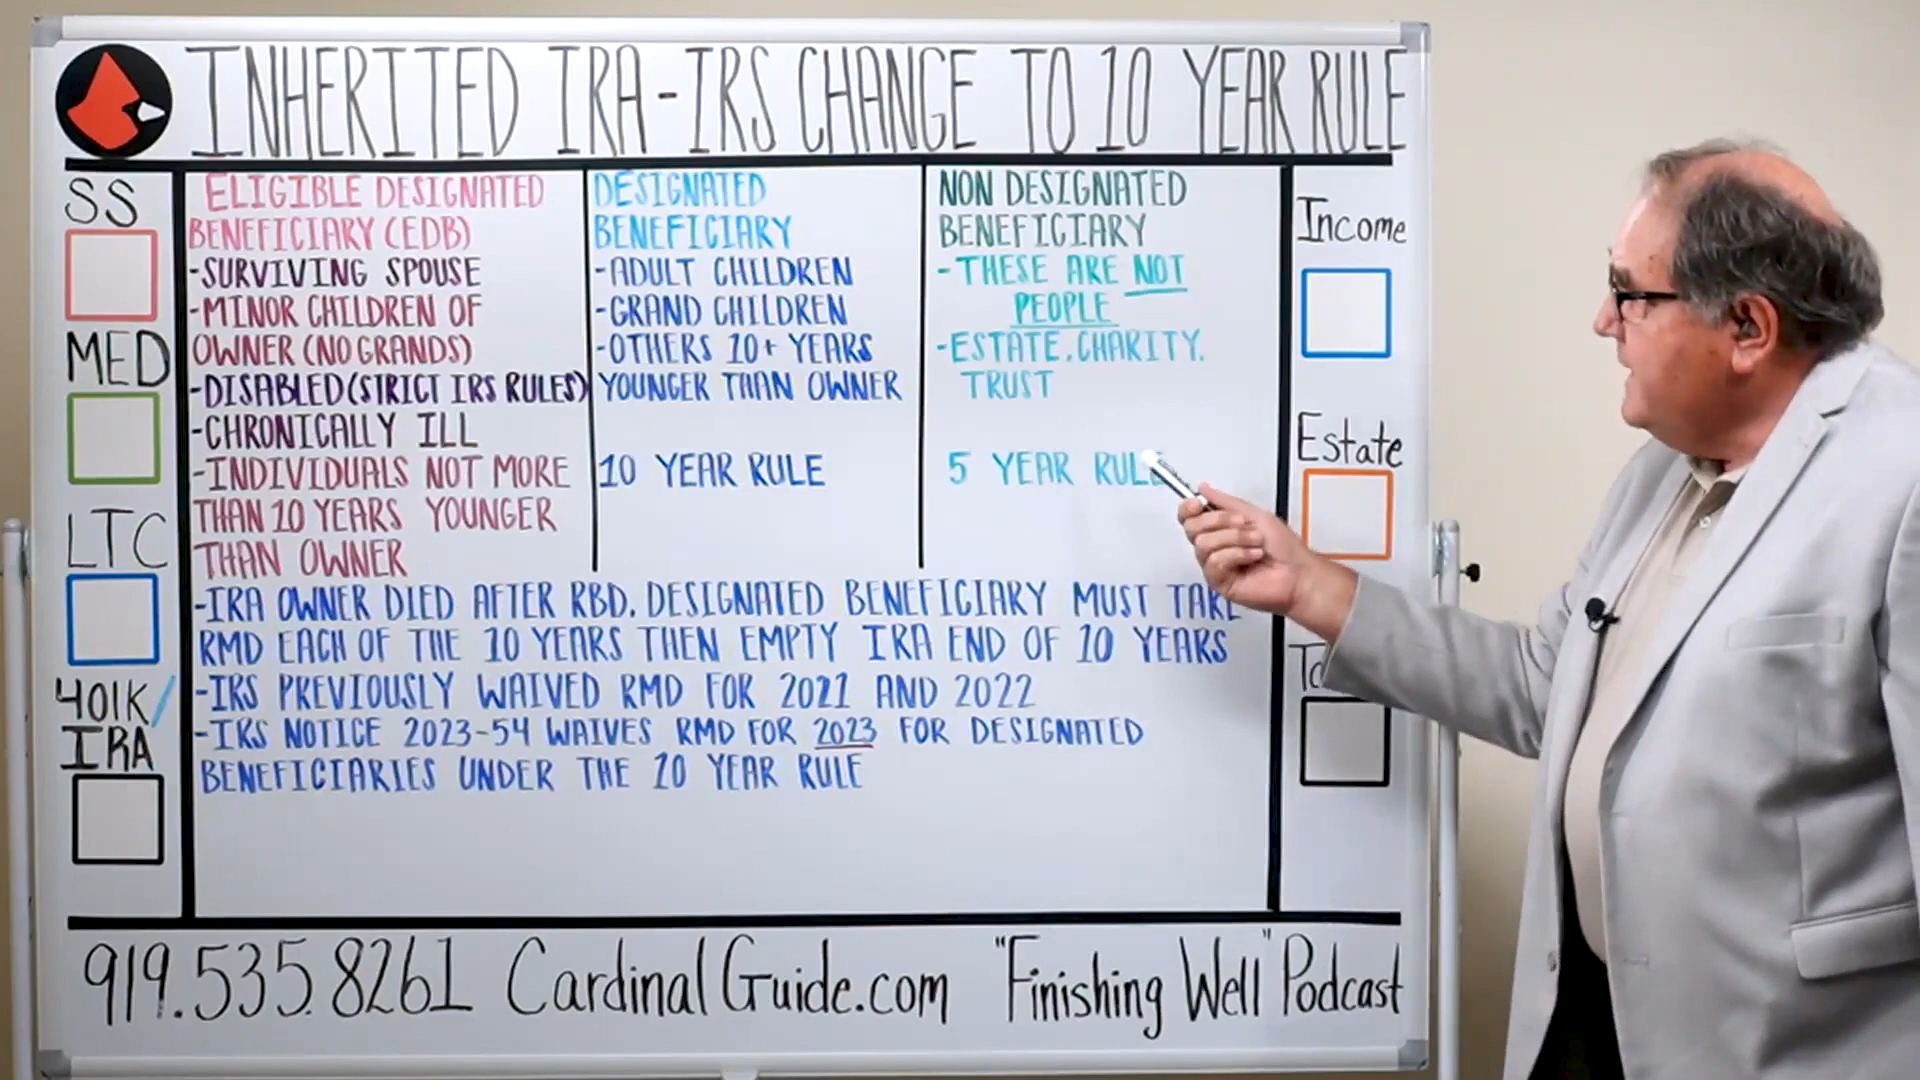 INHERITED IRA-IRS CHANGE TO 10 YEAR RULE
SS
MED
LTC
401K/
IRA
ELIGIBLE DESIGNATED
BENEFICIARY (EDB)
-SURVIVING SPOUSE
-MINOR CHILDREN OF
OWNER (NO GRANDS)
-DISABLED (STRICT IRS RULES)
-CHRONICALLY ILL
-INDIVIDUALS NOT MORE
THAN 10 YEARS YOUNGER
THAN OWNER
DESIGNATED
BENEFICIARY
-ADULT CHILDREN
-GRAND CHILDREN
-OTHERS 10+ YEARS
YOUNGER THAN OWNER
10 YEAR RULE
NON DESIGNATED
BENEFICIARY
-THESE ARE NOT
PEOPLE
-ESTATE, CHARITY,
TRUST
5 YEAR RULE
-IRA OWNER DIED AFTER RBD, DESIGNATED BENEFICIARY MUST TAKE
RMD EACH OF THE 10 YEARS THEN EMPTY IRA END OF 10 YEARS
-IRS PREVIOUSLY WAIVED RMD FOR 2021 AND 2022
-IRS NOTICE 2023-54 WAIVES RMD FOR 2023 FOR DESIGNATED
BENEFICIARIES UNDER THE 10 YEAR RULE
Income
Estate
919.535.8261 CardinalGuide.com "Finishing Well" Podcast